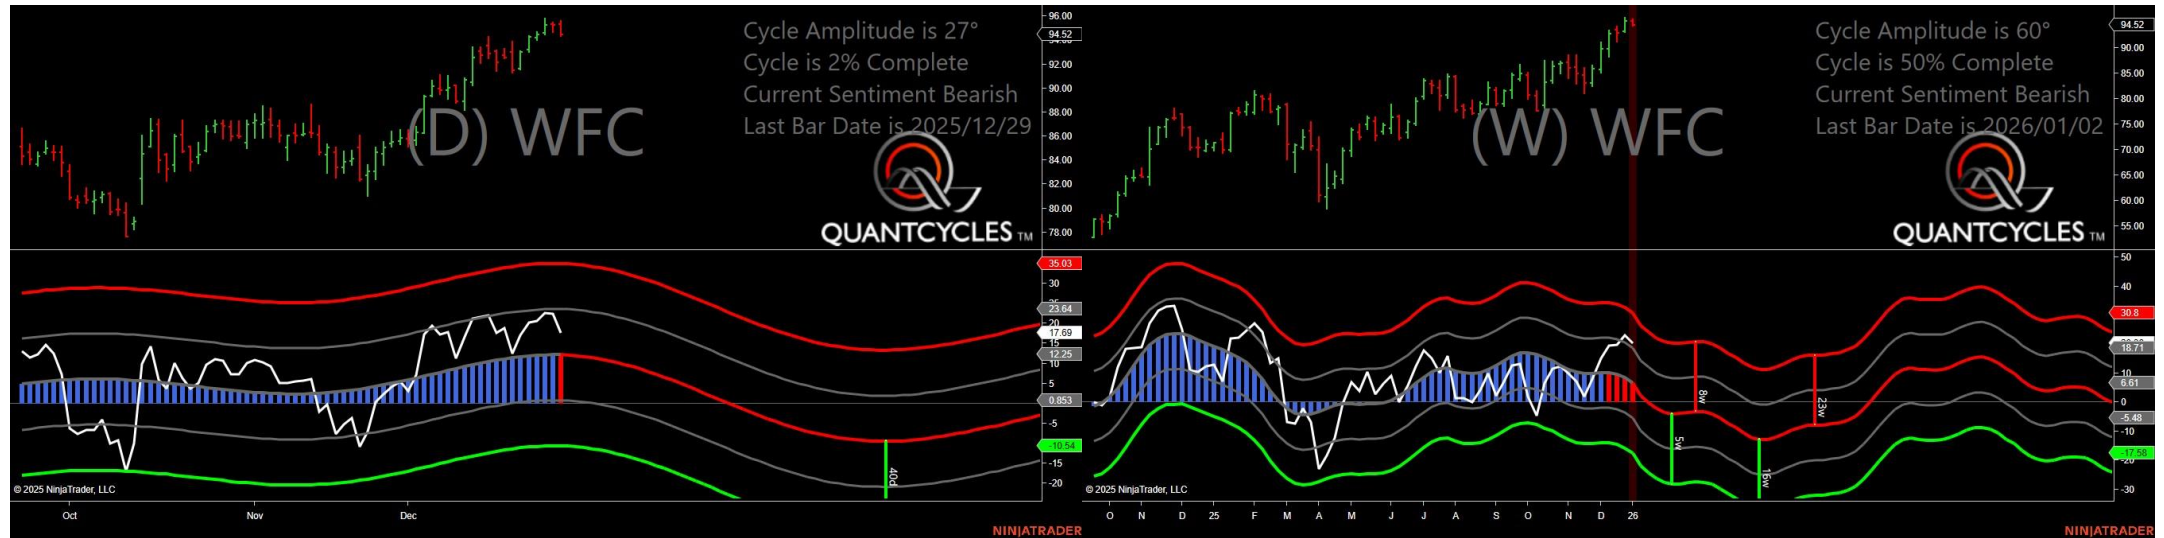 Cycle Amplitude is 27°
Cycle is 2% Complete
Current Sentiment Bearish
Last Bar Date is 2025/12/29
(D) WFC
QUANTCYCLES TM
96.00
94.52
92.00
90.00
88.00
86.00
84.00
82.00
80.00
78.00
35.03
30
23.64
20
17.69
15
12.25
10
5
0.853
-5
-10.54
-15
-20
40d
© 2025 NinjaTrader, LLC
Oct Nov Dec
NINJATRADER
Cycle Amplitude is 60°
Cycle is 50% Complete
Current Sentiment Bearish
Last Bar Date is 2026/01/02
(W) WFC
QUANTCYCLES TM
94.52
90.00
85.00
80.00
75.00
70.00
65.00
60.00
55.00
50
40
30.8
18.71
10
6.61
0
-5.48
-10
-17.58
-20
-30
8w
23w
5w
16w
© 2025 NinjaTrader, LLC
O N D 25 F M A M J J A S O N D 26
NINJATRADER